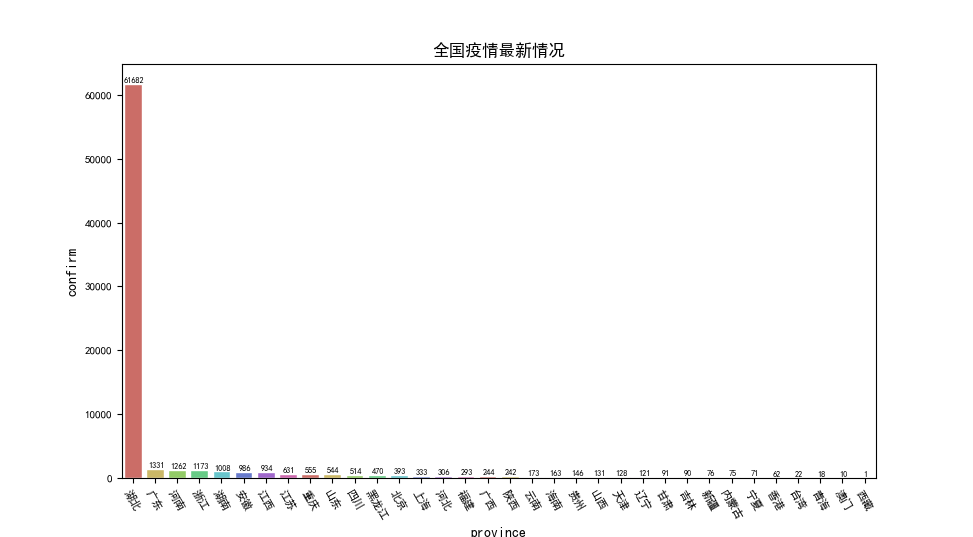 全国疫情最新情况
confirm
60000
50000
40000
30000
20000
10000
0
61682 1331 1262 1173 1008 986 934 631 555 544 514 470 393 333 306 293 244 242 173 163 146 131 128 121 91 90 76 75 71 62 22 18 10 1
湖北 广东 河南 浙江 湖南 安徽 江西 江苏 重庆 山东 四川 黑龙江 北京 上海 河北 福建 广西 陕西 云南 海南 贵州 山西 天津 辽宁 甘肃 吉林 新疆 内蒙古 宁夏 香港 台湾 青海 澳门 西藏
province